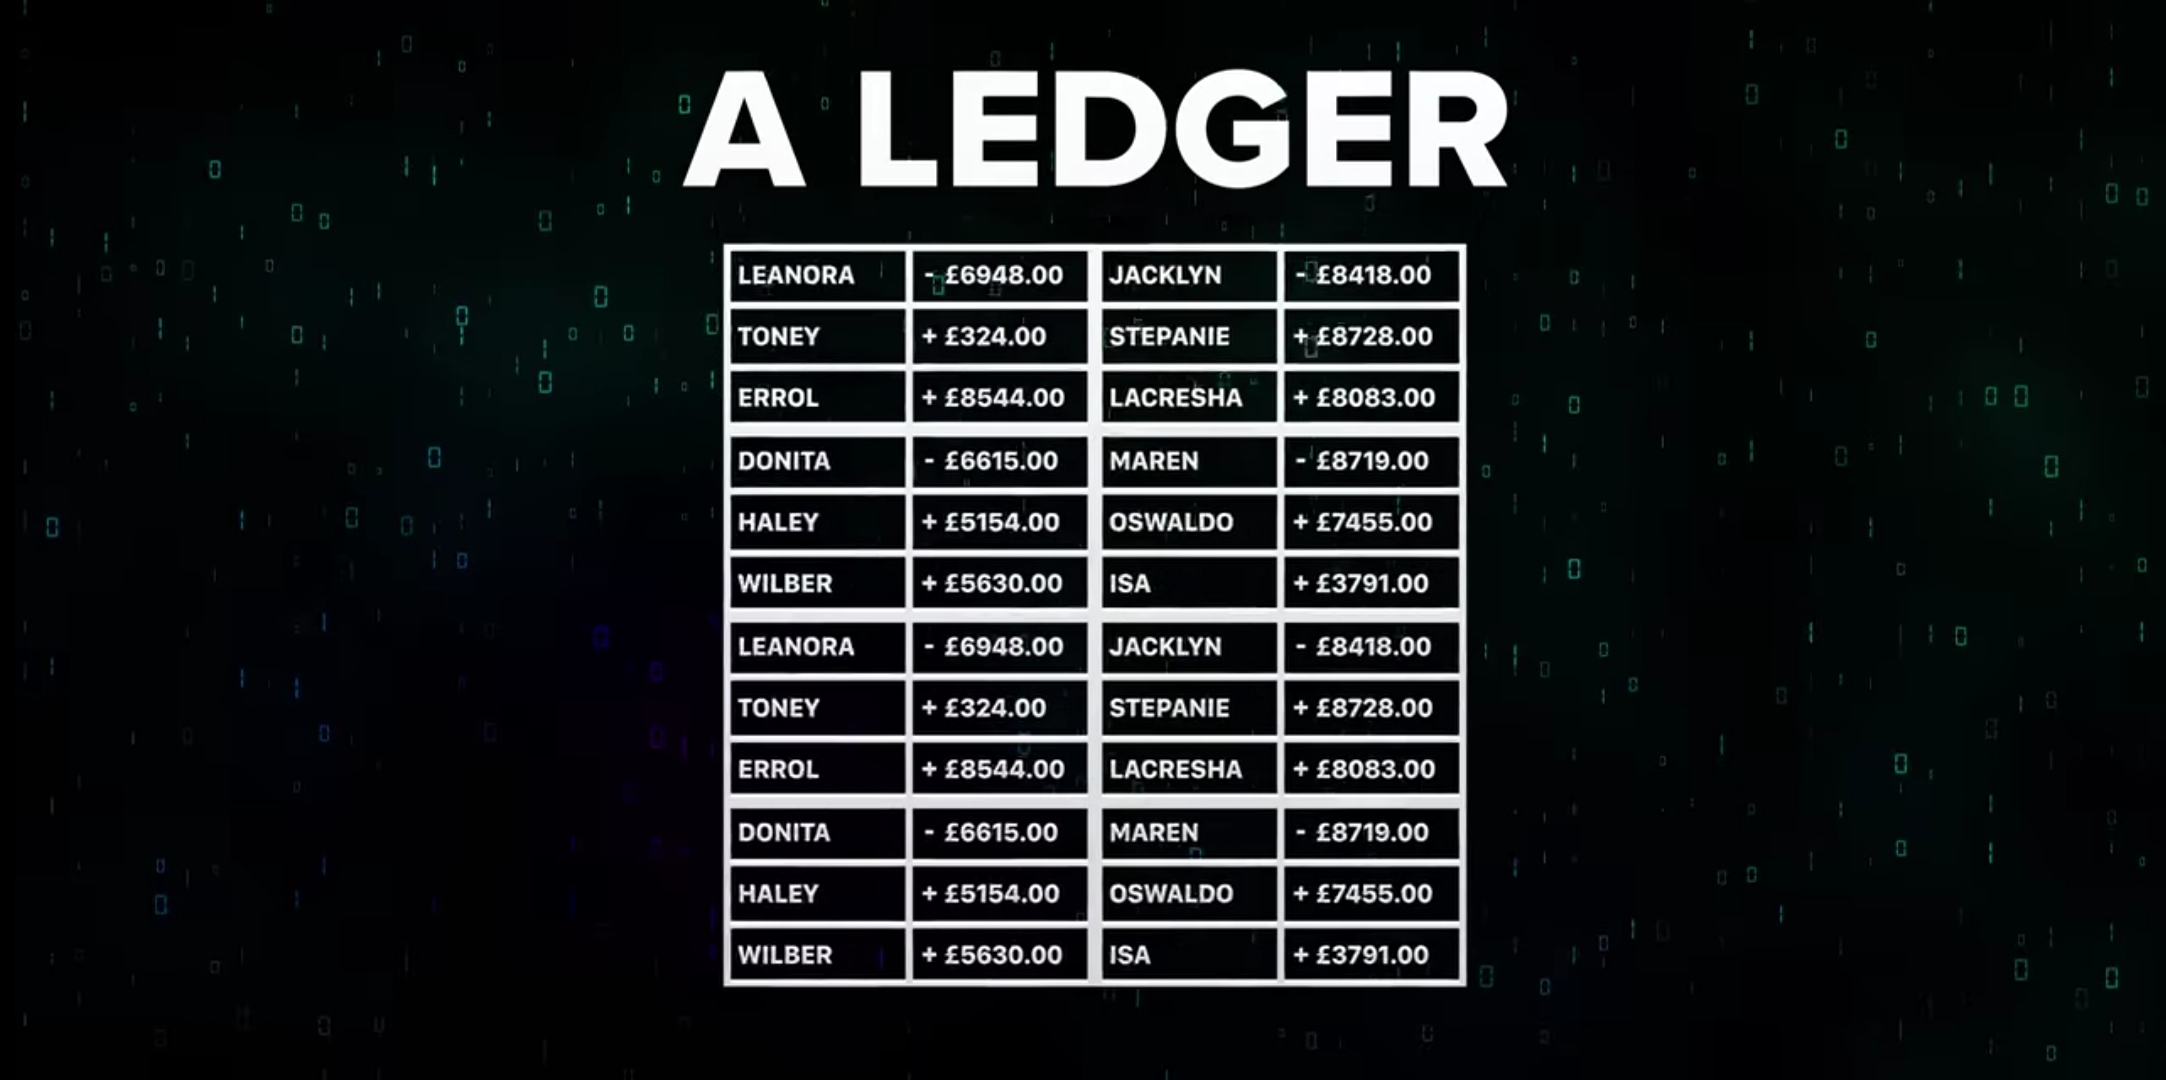 A LEDGER
LEANORA - £6948.00 JACKLYN - £8418.00
TONEY + £324.00 STEPANIE + £8728.00
ERROL + £8544.00 LACRESHA + £8083.00
DONITA - £6615.00 MAREN - £8719.00
HALEY + £5154.00 OSWALDO + £7455.00
WILBER + £5630.00 ISA + £3791.00
LEANORA - £6948.00 JACKLYN - £8418.00
TONEY + £324.00 STEPANIE + £8728.00
ERROL + £8544.00 LACRESHA + £8083.00
DONITA - £6615.00 MAREN - £8719.00
HALEY + £5154.00 OSWALDO + £7455.00
WILBER + £5630.00 ISA + £3791.00